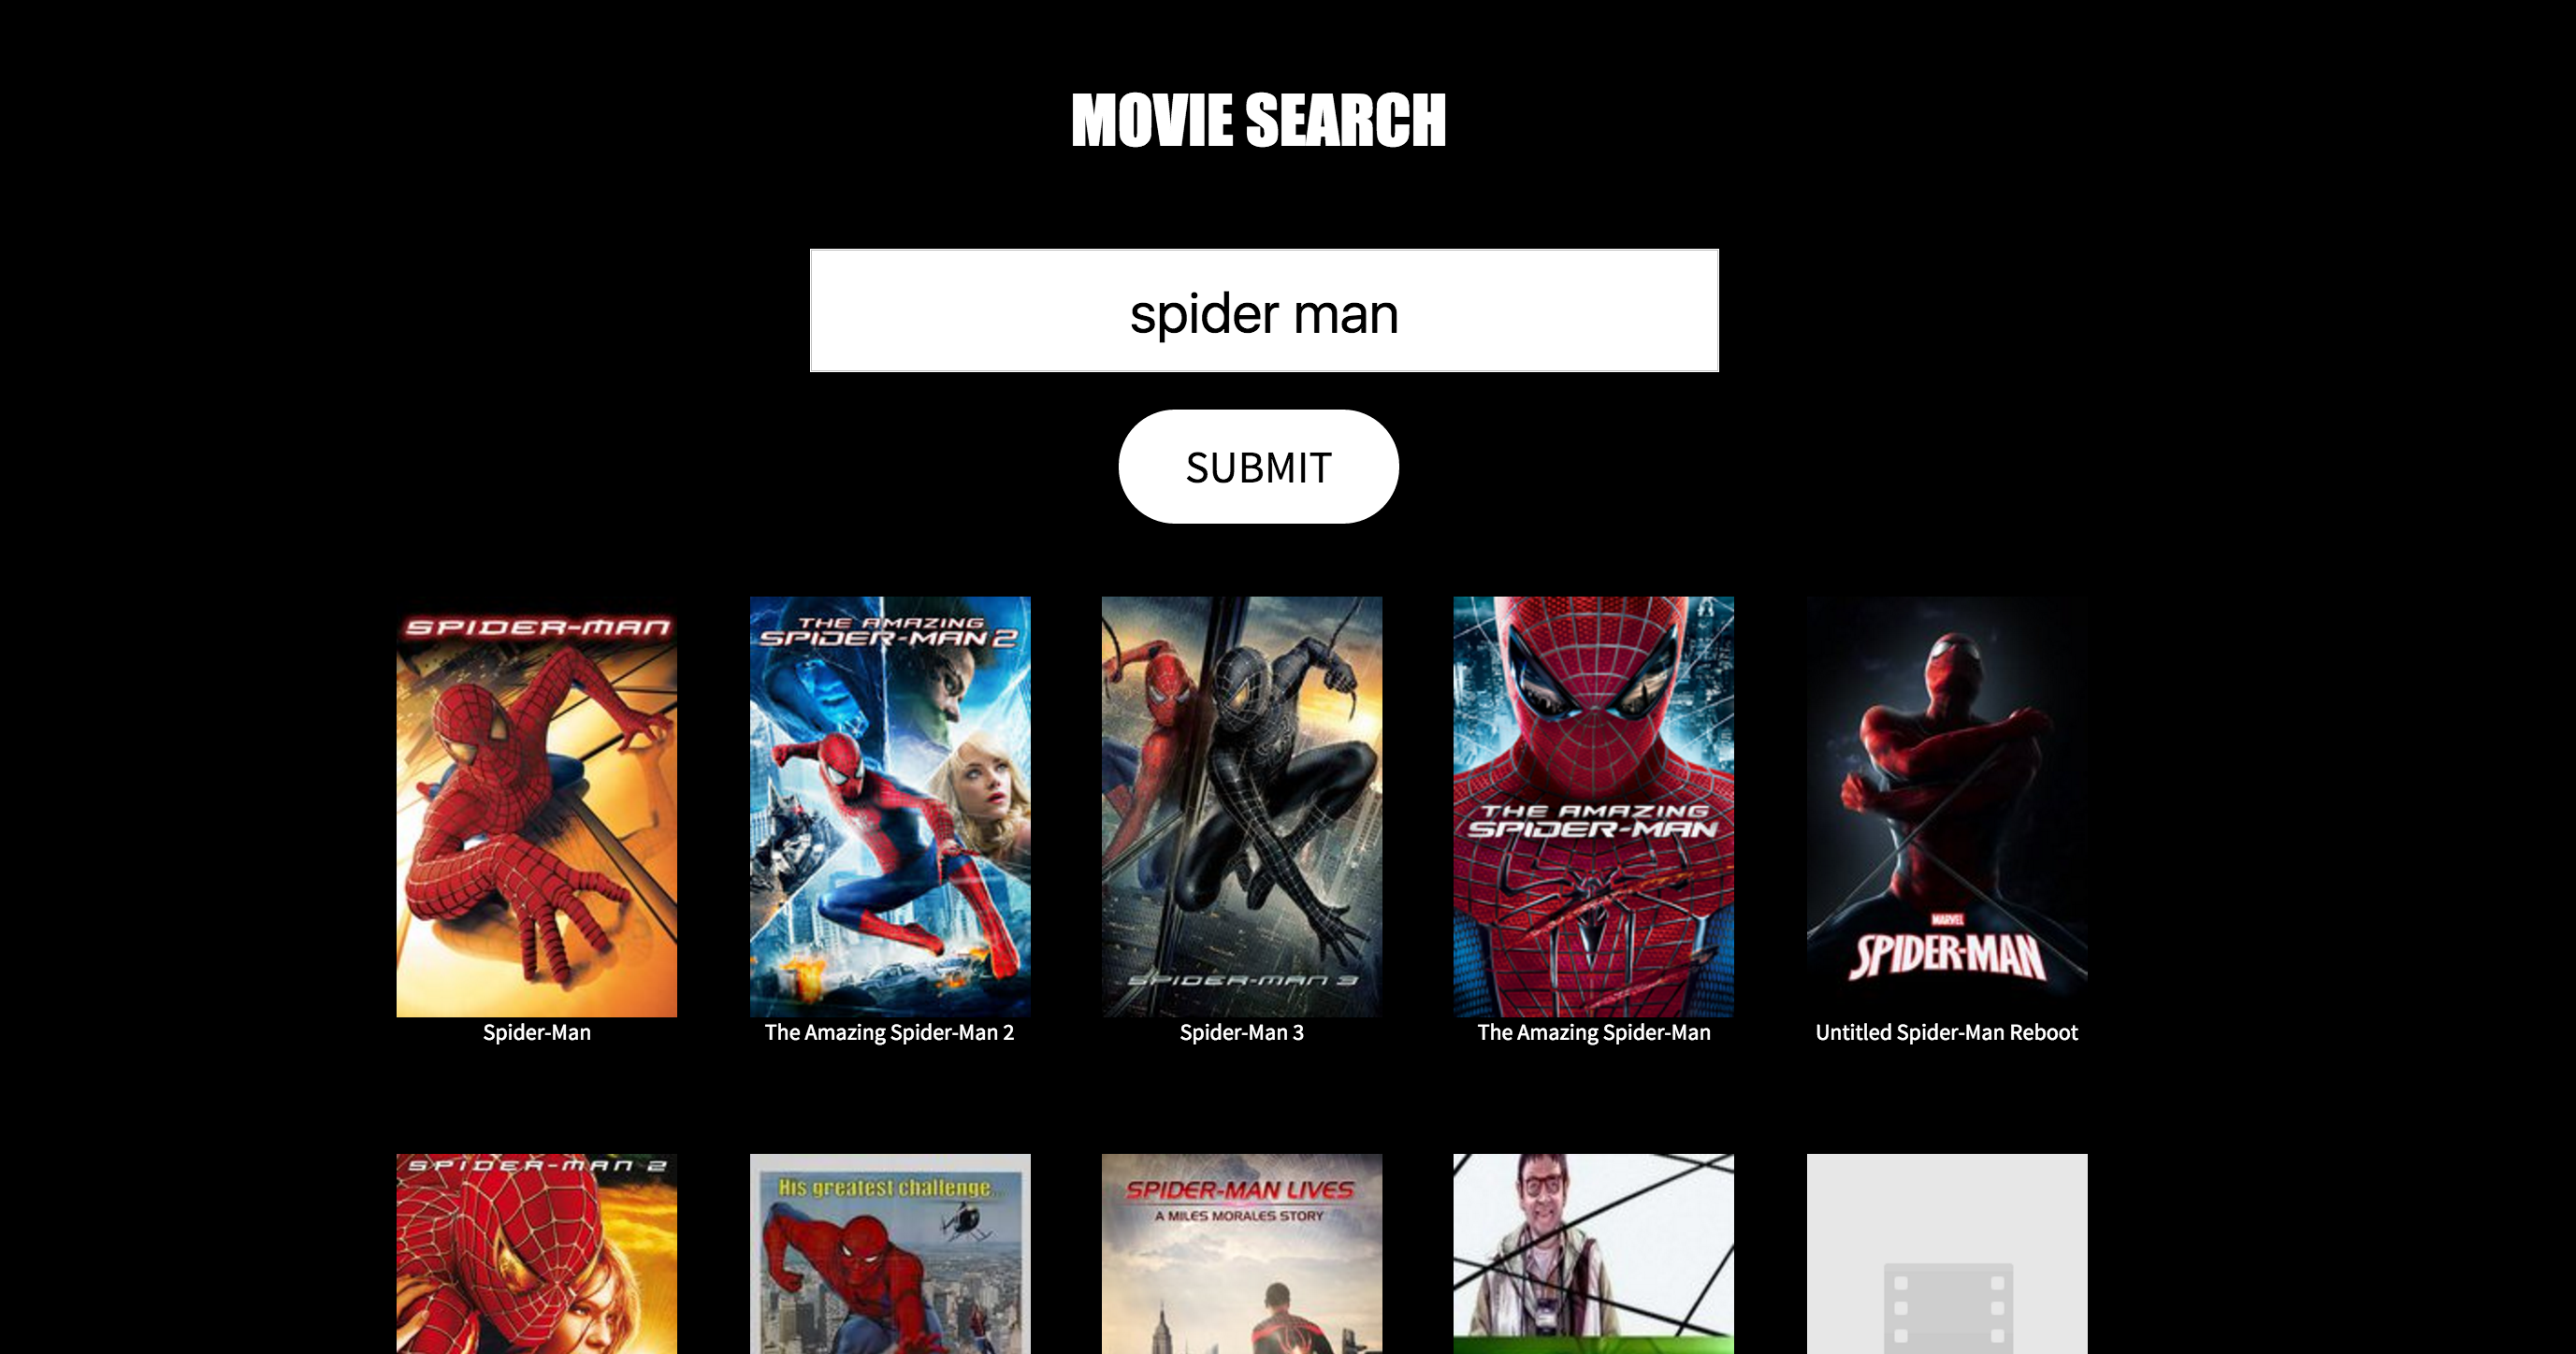 MOVIE SEARCH
spider man
SUBMIT
SPIDER-MAN
THE AMAZING
SPIDER-MAN 2
SPIDER-MAN 3
THE AMAZING
SPIDER-MAN
MARVEL
SPIDER-MAN
Spider-Man
The Amazing Spider-Man 2
Spider-Man 3
The Amazing Spider-Man
Untitled Spider-Man Reboot
SPIDER-MAN 2
His greatest challenge...
SPIDER-MAN LIVES
A MILES MORALES STORY